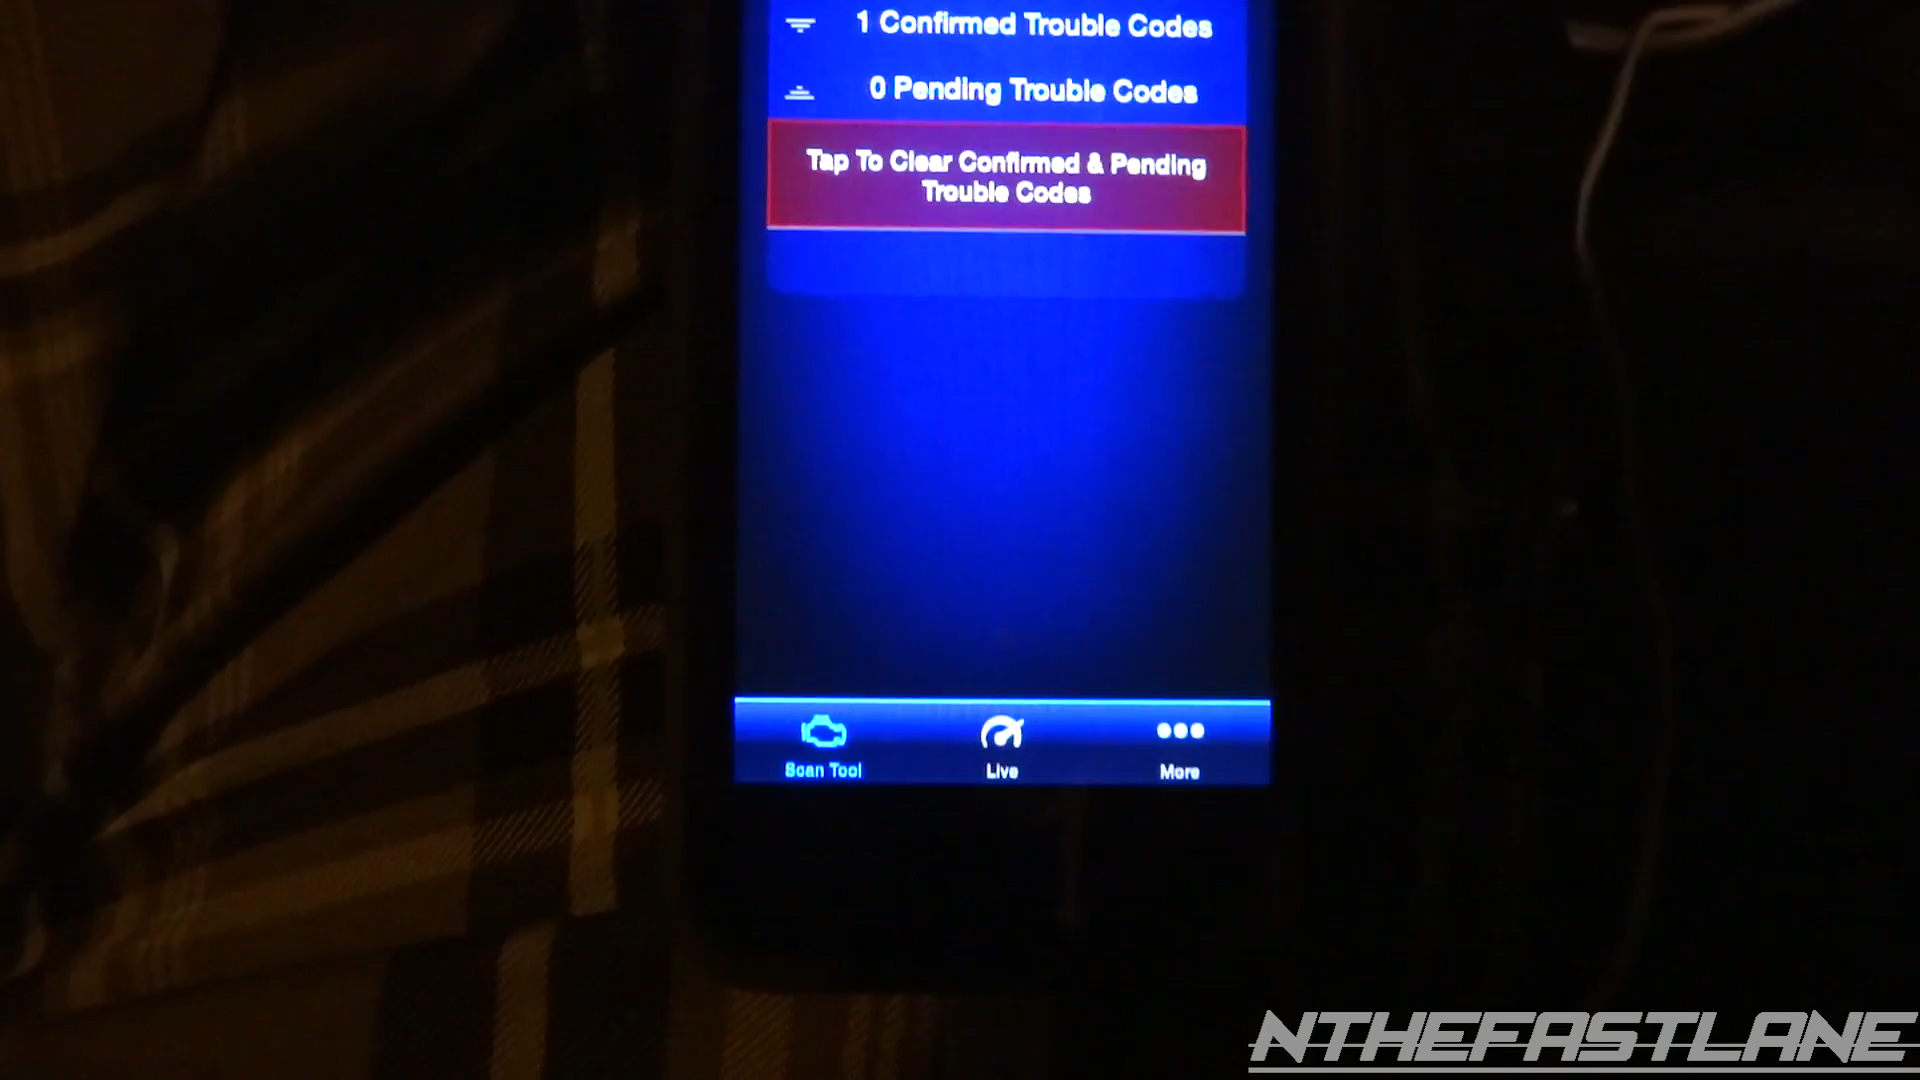 1 Confirmed Trouble Codes
0 Pending Trouble Codes
Tap To Clear Confirmed & Pending
Trouble Codes
Scan Tool
Live
More
NTHEFASTLANE